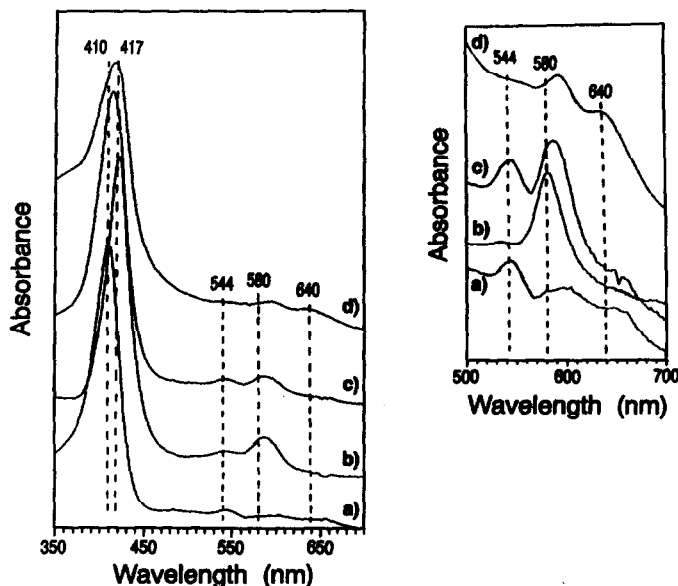 410 417
544 580 640
d)
c)
b)
a)
Absorbance
350 450 550 650
Wavelength (nm)
d) 544 580 640
c)
b)
a)
Absorbance
500 600 700
Wavelength (nm)